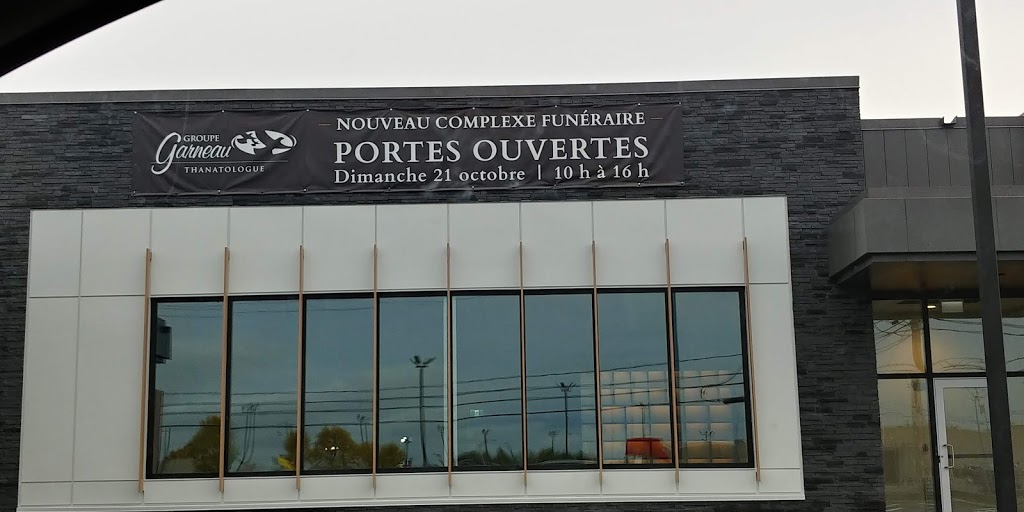 GROUPE
Garneau
THANATOLOGUE
NOUVEAU COMPLEXE FUNÉRAIRE
PORTES OUVERTES
Dimanche 21 octobre | 10 h à 16 h